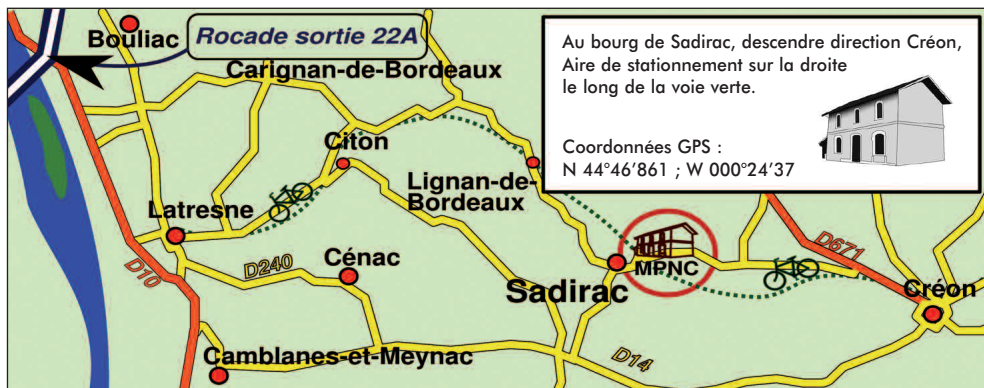 Bouliac
Rocade sortie 22A
Au bourg de Sadirac, descendre direction Créon,
Aire de stationnement sur la droite
le long de la voie verte.
Coordonnées GPS :
N 44°46'861 ; W 000°24'37
Carignan-de-Bordeaux
Citon
Lignan-de-
Bordeaux
Latresne
D10
D240
Cénac
Sadirac
MPNC
D671
Créon
Camblanes-et-Meynac
D14